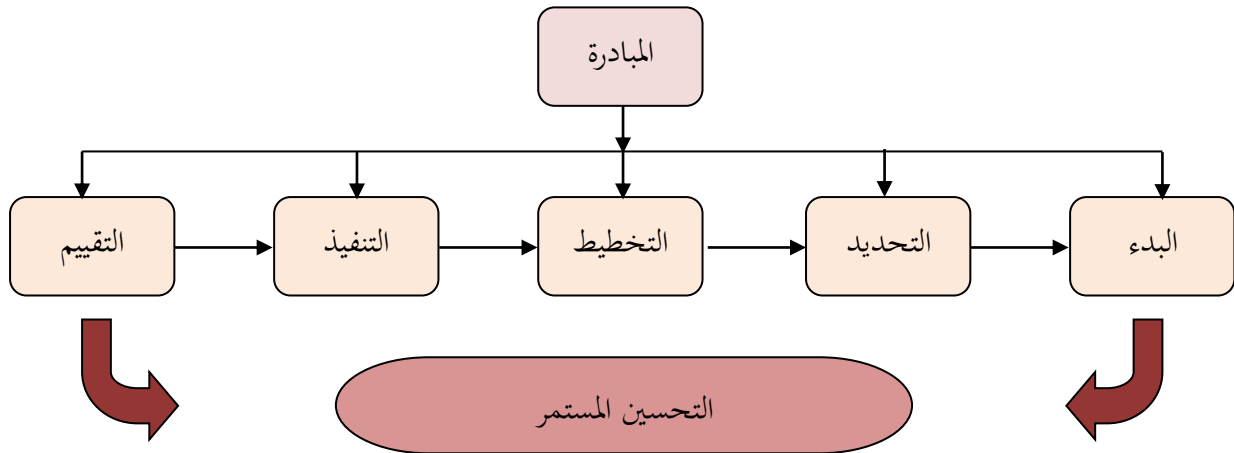 المبادرة
البدء
التحديد
التخطيط
التنفيذ
التقييم
التحسين المستمر